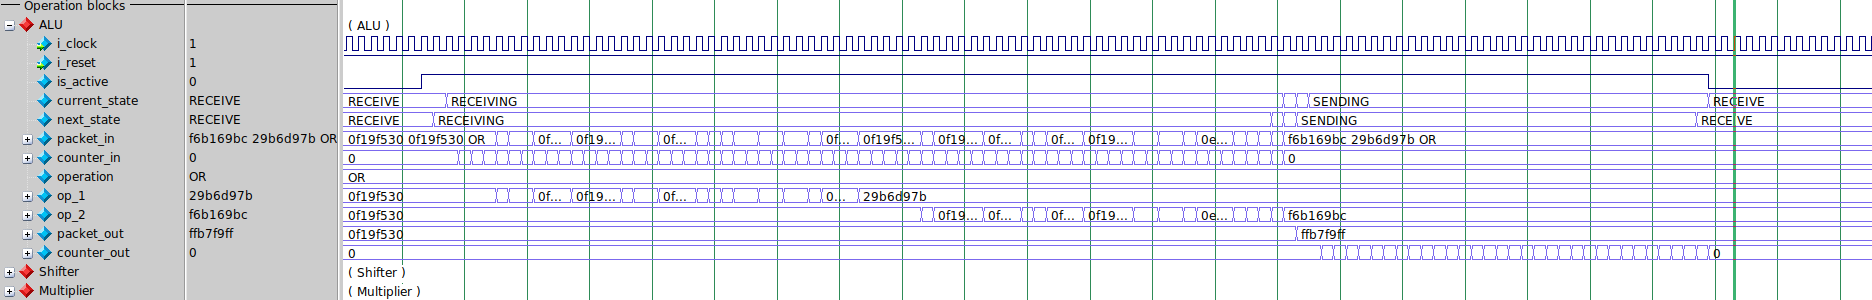 Operation blocks
ALU ( ALU )
i_clock 1
i_reset 1
is_active 0
current_state RECEIVE RECEIVE RECEIVING SENDING RECEIVE
next_state RECEIVE RECEIVE RECEIVING SENDING RECEIVE
packet_in f6b169bc 29b6d97b OR 0f19f530 0f19f530 OR 0f... 0f19... 0f... 0f... 0f19f5... 0f19... 0f... 0f... 0f19... 0e... f6b169bc 29b6d97b OR
counter_in 0 0 0
operation OR OR
op_1 29b6d97b 0f19f530 0f... 0f19... 0f... 0... 29b6d97b
op_2 f6b169bc 0f19f530 0f19... 0f... 0f... 0f19... 0e... f6b169bc
packet_out ffb7f9ff 0f19f530 ffb7f9ff
counter_out 0 0 0
Shifter ( Shifter )
Multiplier ( Multiplier )